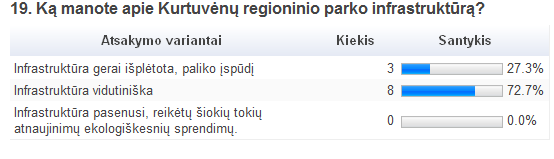 19. Ką manote apie Kurtuvėnų regioninio parko infrastruktūrą?
Atsakymo variantai Kiekis Santykis
Infrastruktūra gerai išplėtota, paliko įspūdį 3 27.3%
Infrastruktūra vidutiniška 8 72.7%
Infrastruktūra pasenusi, reikėtų šiokių tokių
atnaujinimų ekologiškesnių sprendimų. 0 0.0%